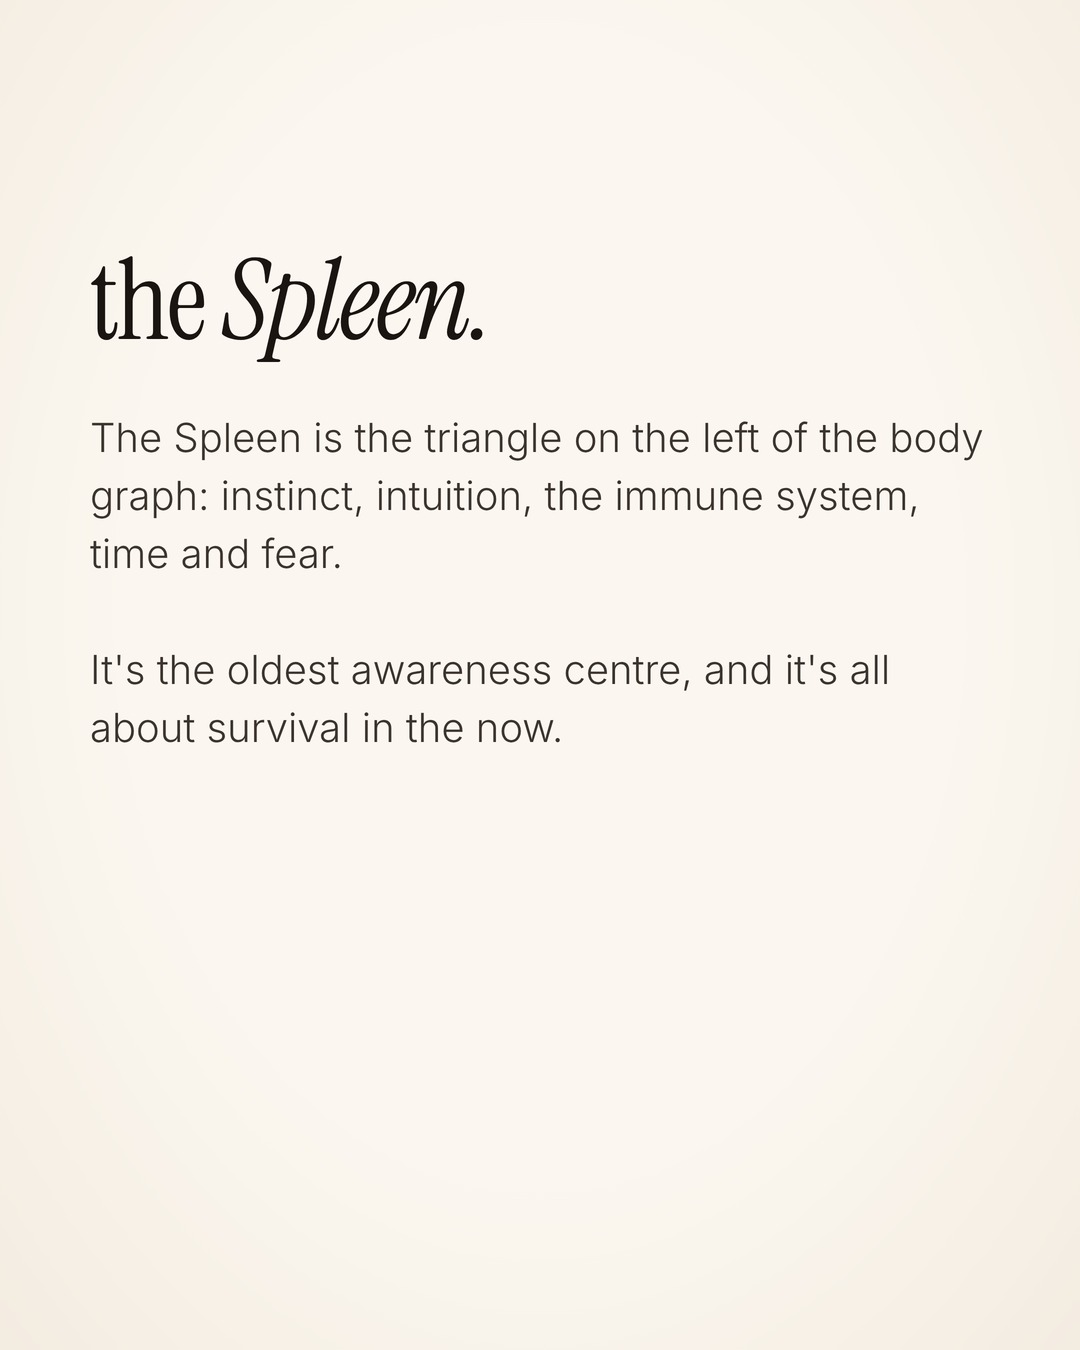 the Spleen.
The Spleen is the triangle on the left of the body
graph: instinct, intuition, the immune system,
time and fear.
It's the oldest awareness centre, and it's all
about survival in the now.